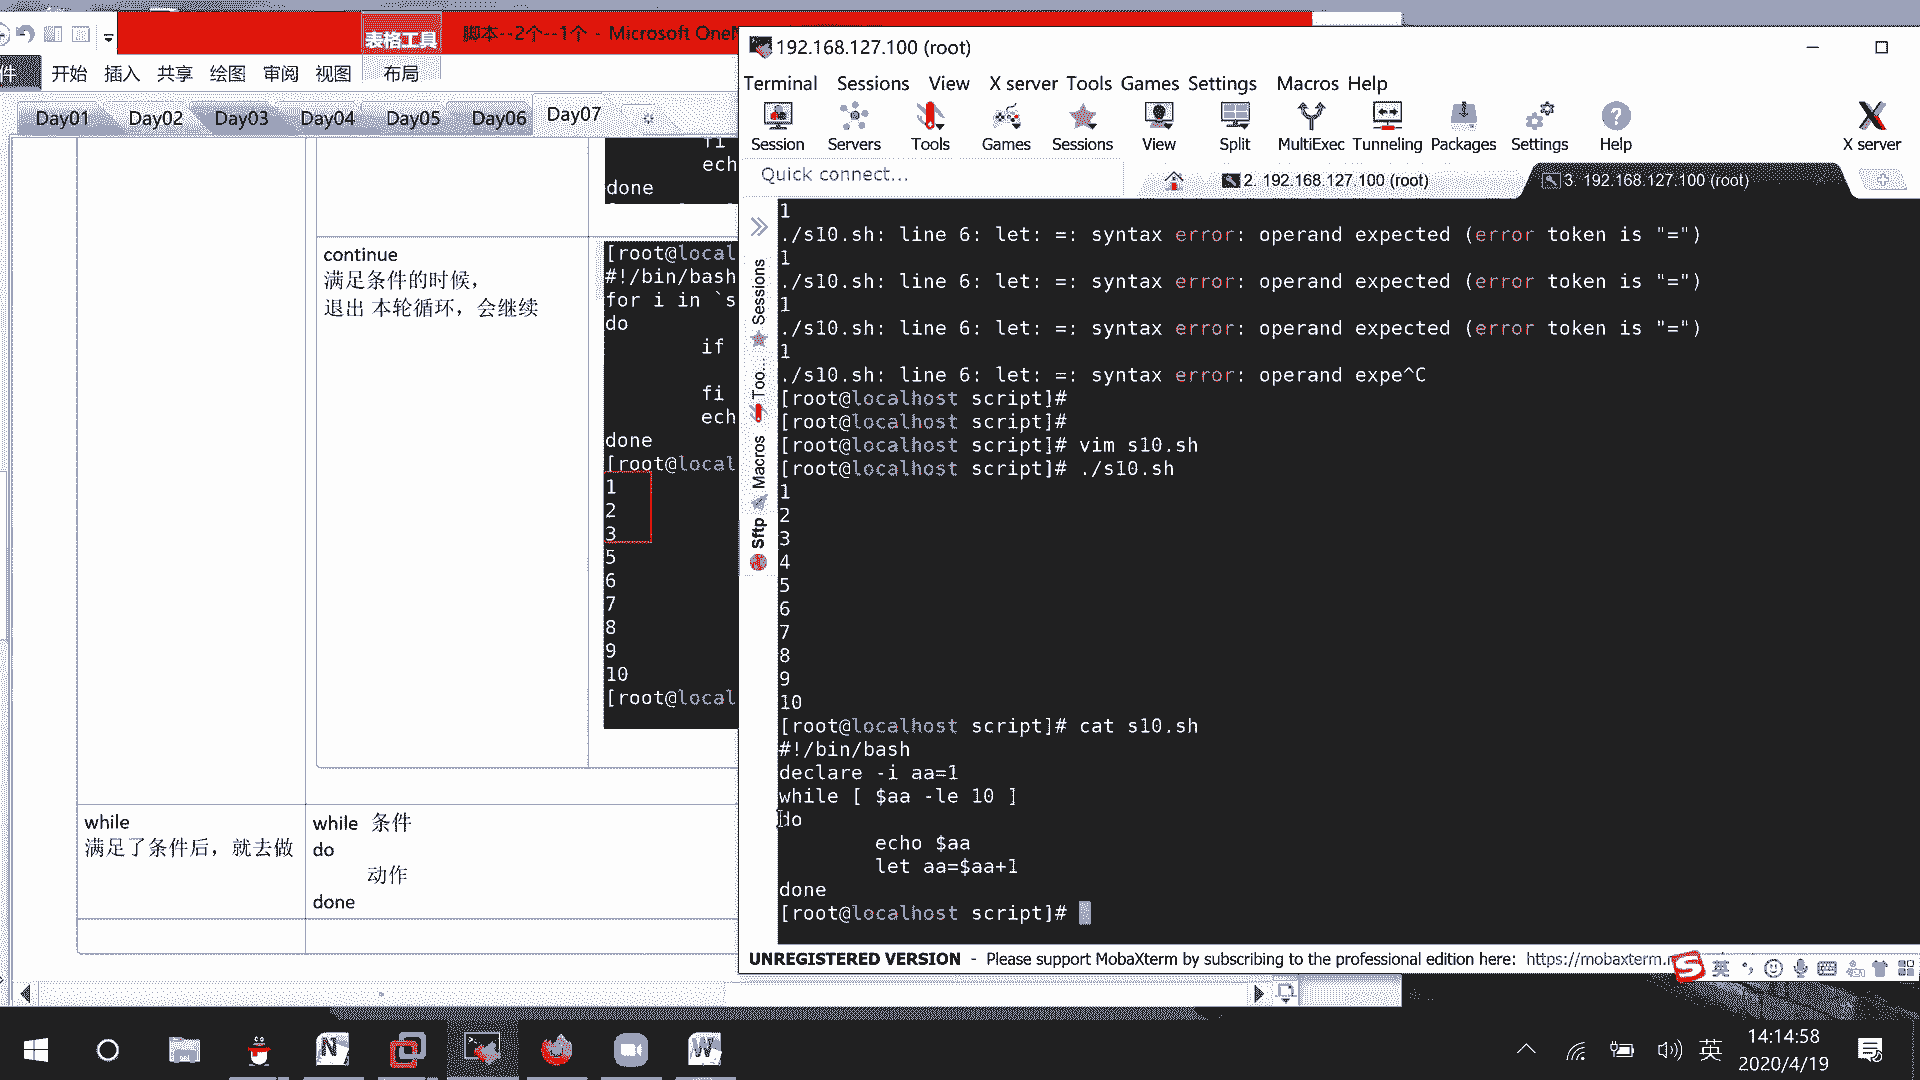 表格工具
脚本--2个--1个 - Microsoft One
件 开始 插入 共享 绘图 审阅 视图 布局
Day01 Day02 Day03 Day04 Day05 Day06 Day07
fi
ech
done
continue
满足条件的时候，
退出 本轮循环，会继续
[root@local
#!/bin/bash
for i in `s
do
if
fi
ech
done
[root@local
1
2
3
5
6
7
8
9
10
[root@local
while
满足了条件后，就去做
while 条件
do
动作
done
192.168.127.100 (root)
Terminal Sessions View X server Tools Games Settings Macros Help
Session Servers Tools Games Sessions View Split MultiExec Tunneling Packages Settings Help X server
Quick connect...
2. 192.168.127.100 (root)
3. 192.168.127.100 (root)
Sessions
Too...
Macros
Sftp
1
./s10.sh: line 6: let: =: syntax error: operand expected (error token is "=")
1
./s10.sh: line 6: let: =: syntax error: operand expected (error token is "=")
1
./s10.sh: line 6: let: =: syntax error: operand expected (error token is "=")
1
./s10.sh: line 6: let: =: syntax error: operand expe^C
[root@localhost script]#
[root@localhost script]#
[root@localhost script]# vim s10.sh
[root@localhost script]# ./s10.sh
1
2
3
4
5
6
7
8
9
10
[root@localhost script]# cat s10.sh
#!/bin/bash
declare -i aa=1
while [ $aa -le 10 ]
do
echo $aa
let aa=$aa+1
done
[root@localhost script]#
UNREGISTERED VERSION - Please support MobaXterm by subscribing to the professional edition here: https://mobaxterm.
英
英
14:14:58
2020/4/19